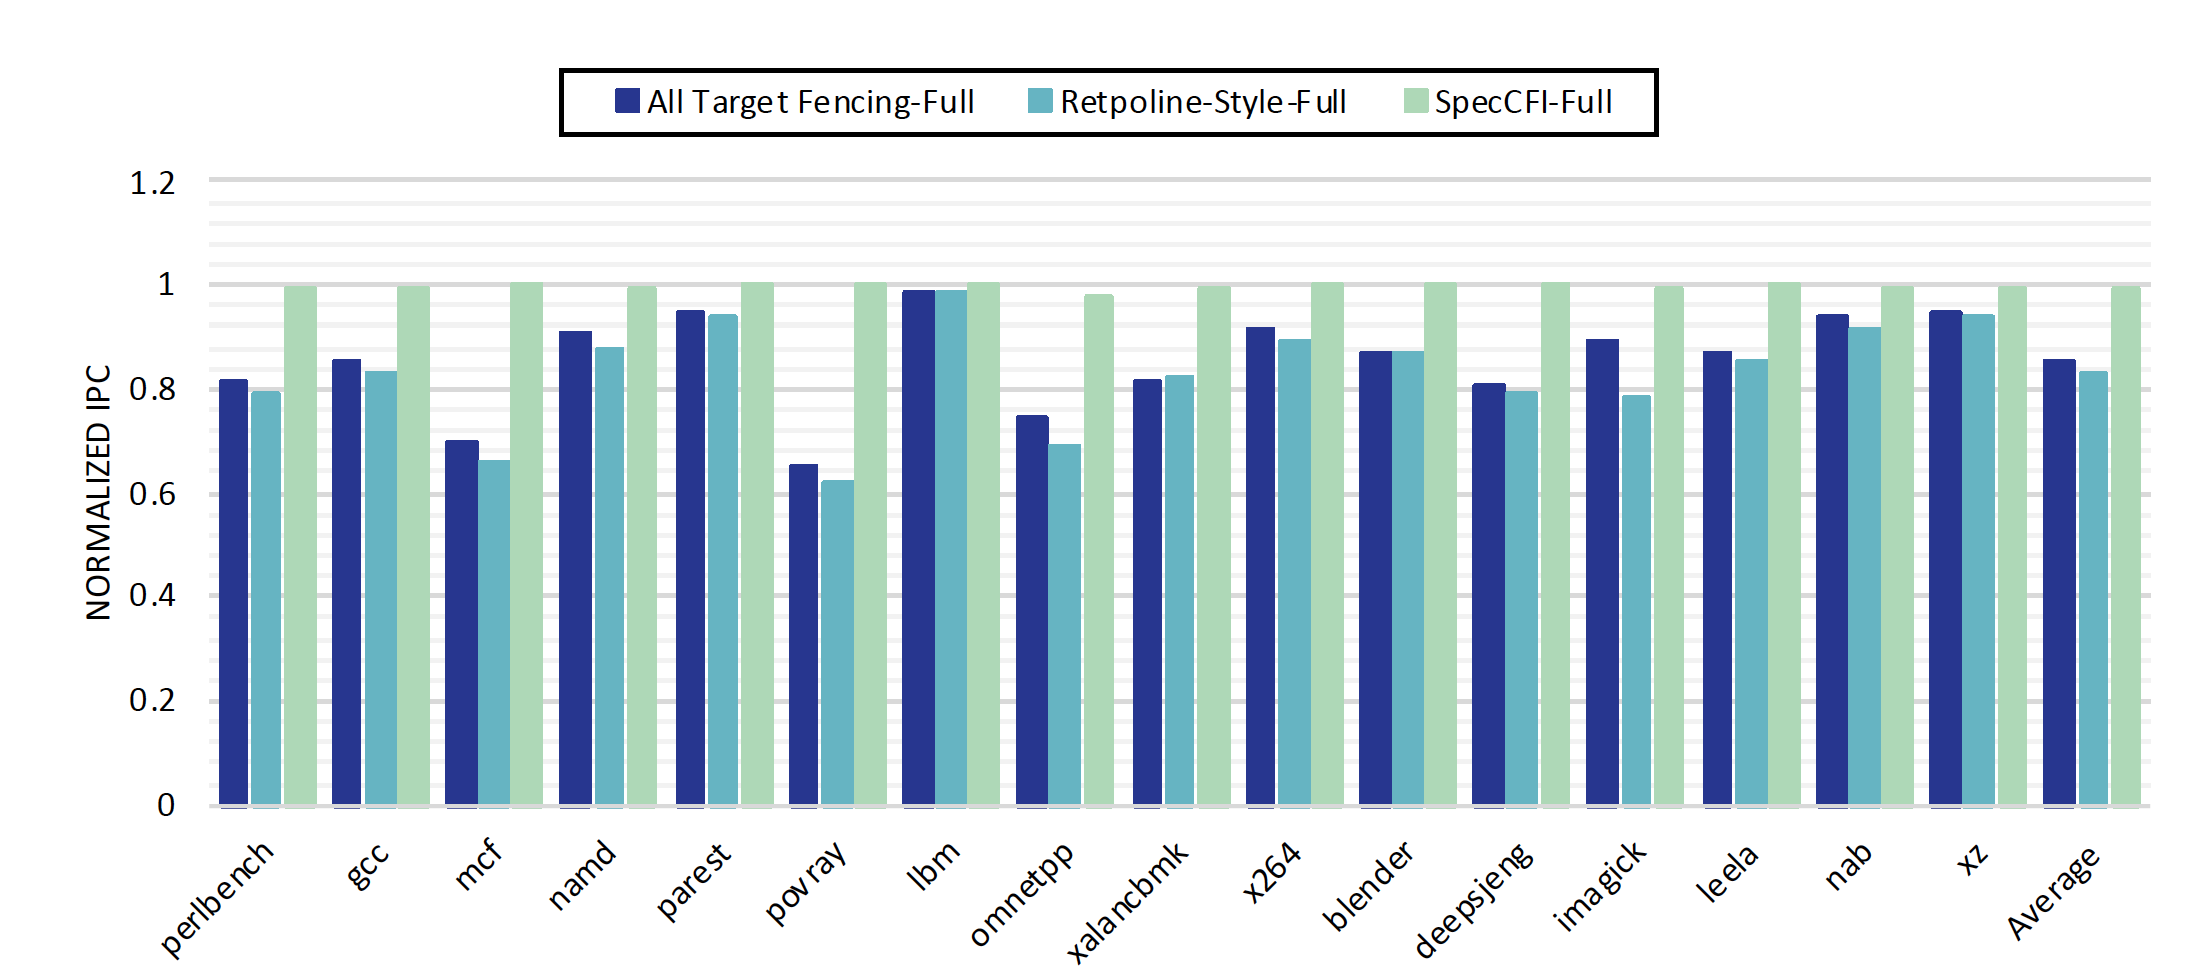 All Target Fencing-Full Retpoline-Style-Full SpecCFI-Full
NORMALIZED IPC
1.2
1
0.8
0.6
0.4
0.2
0
perlbench
gcc
mcf
namd
parest
povray
lbm
omnetpp
xalancbmk
x264
blender
deepsjeng
imagick
leela
nab
xz
Average